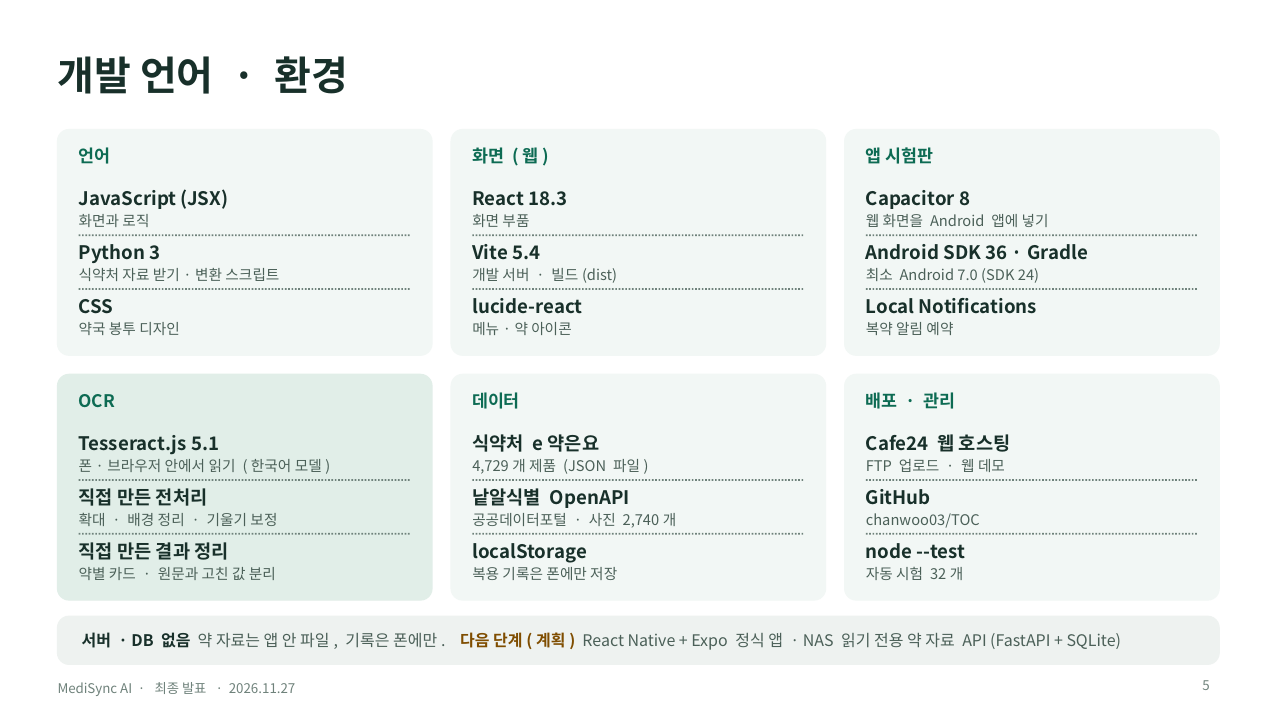 개발 언어 · 환경
언어
JavaScript (JSX)
화면과 로직
Python 3
식약처 자료 받기 · 변환 스크립트
CSS
약국 봉투 디자인
화면 ( 웹 )
React 18.3
화면 부품
Vite 5.4
개발 서버 · 빌드 (dist)
lucide-react
메뉴 · 약 아이콘
앱 시험판
Capacitor 8
웹 화면을 Android 앱에 넣기
Android SDK 36 · Gradle
최소 Android 7.0 (SDK 24)
Local Notifications
복약 알림 예약
OCR
Tesseract.js 5.1
폰 · 브라우저 안에서 읽기 ( 한국어 모델 )
직접 만든 전처리
확대 · 배경 정리 · 기울기 보정
직접 만든 결과 정리
약별 카드 · 원문과 고친 값 분리
데이터
식약처 e 약은요
4,729 개 제품 (JSON 파일 )
낱알식별 OpenAPI
공공데이터포털 · 사진 2,740 개
localStorage
복용 기록은 폰에만 저장
배포 · 관리
Cafe24 웹 호스팅
FTP 업로드 · 웹 데모
GitHub
chanwoo03/TOC
node --test
자동 시험 32 개
서버 · DB 없음 약 자료는 앱 안 파일 , 기록은 폰에만 . 다음 단계 ( 계획 ) React Native + Expo 정식 앱 · NAS 읽기 전용 약 자료 API (FastAPI + SQLite)
MediSync AI · 최종 발표 · 2026.11.27
5